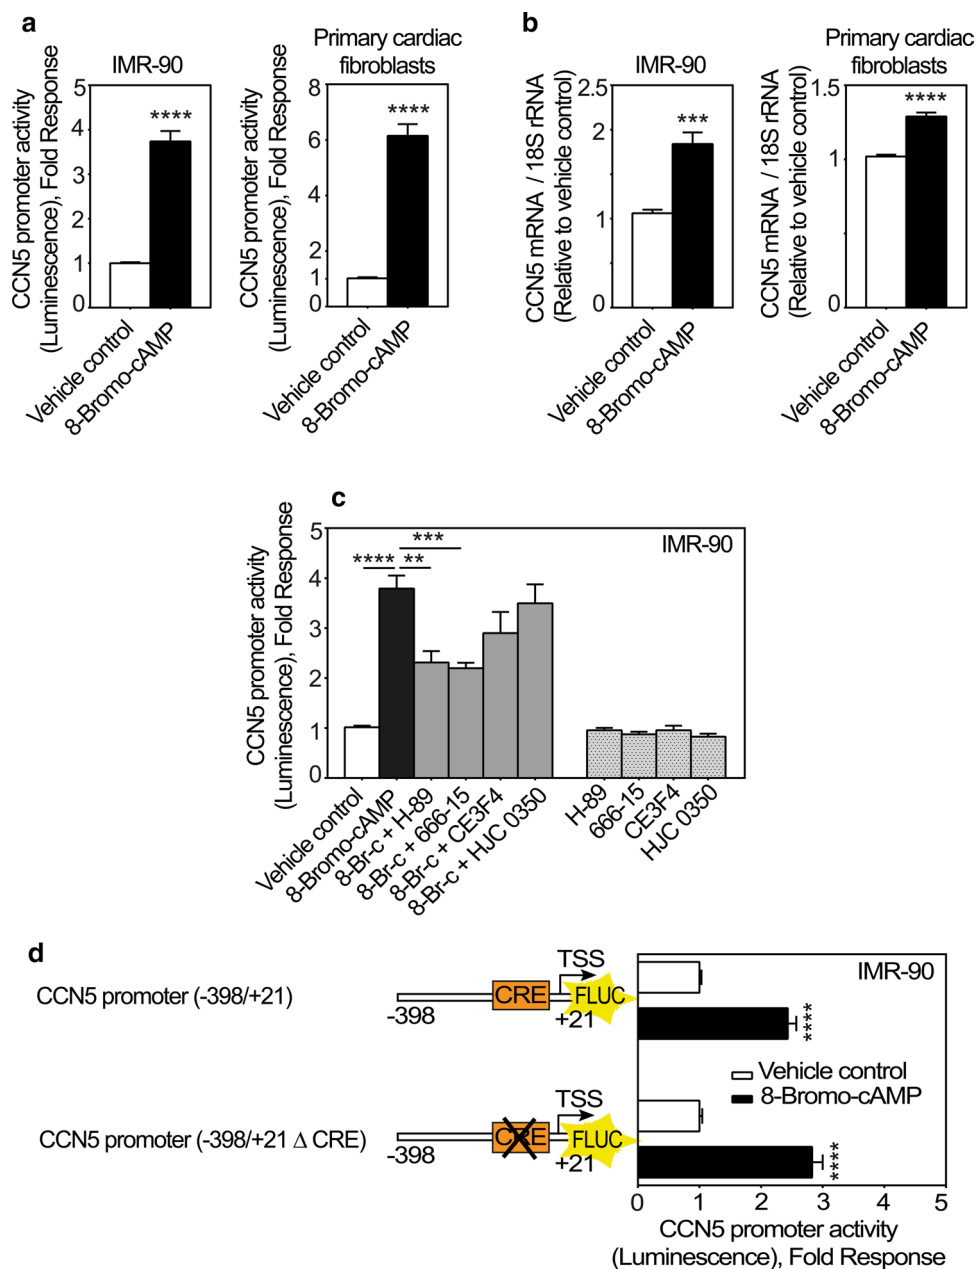 a
IMR-90
CCN5 promoter activity
(Luminescence), Fold Response
5
4
3
2
1
0
****
Vehicle control
8-Bromo-cAMP
Primary cardiac
fibroblasts
CCN5 promoter activity
(Luminescence), Fold Response
8
6
4
2
1
0
****
Vehicle control
8-Bromo-cAMP
b
IMR-90
CCN5 mRNA / 18S rRNA
(Relative to vehicle control)
2.5
2
1
0
***
Vehicle control
8-Bromo-cAMP
Primary cardiac
fibroblasts
CCN5 mRNA / 18S rRNA
(Relative to vehicle control)
1.5
1
0
****
Vehicle control
8-Bromo-cAMP
c
IMR-90
CCN5 promoter activity
(Luminescence), Fold Response
5
4
3
2
1
0
***
**** **
Vehicle control
8-Bromo-cAMP
8-Br-c + H-89
8-Br-c + 666-15
8-Br-c + CE3F4
8-Br-c + HJC 0350
H-89
666-15
CE3F4
HJC 0350
d
IMR-90
CCN5 promoter (-398/+21)
-398
CRE
TSS
FLUC
+21
****
Vehicle control
8-Bromo-cAMP
CCN5 promoter (-398/+21 Δ CRE)
-398
CRE
TSS
FLUC
+21
****
0 1 2 3 4 5
CCN5 promoter activity
(Luminescence), Fold Response